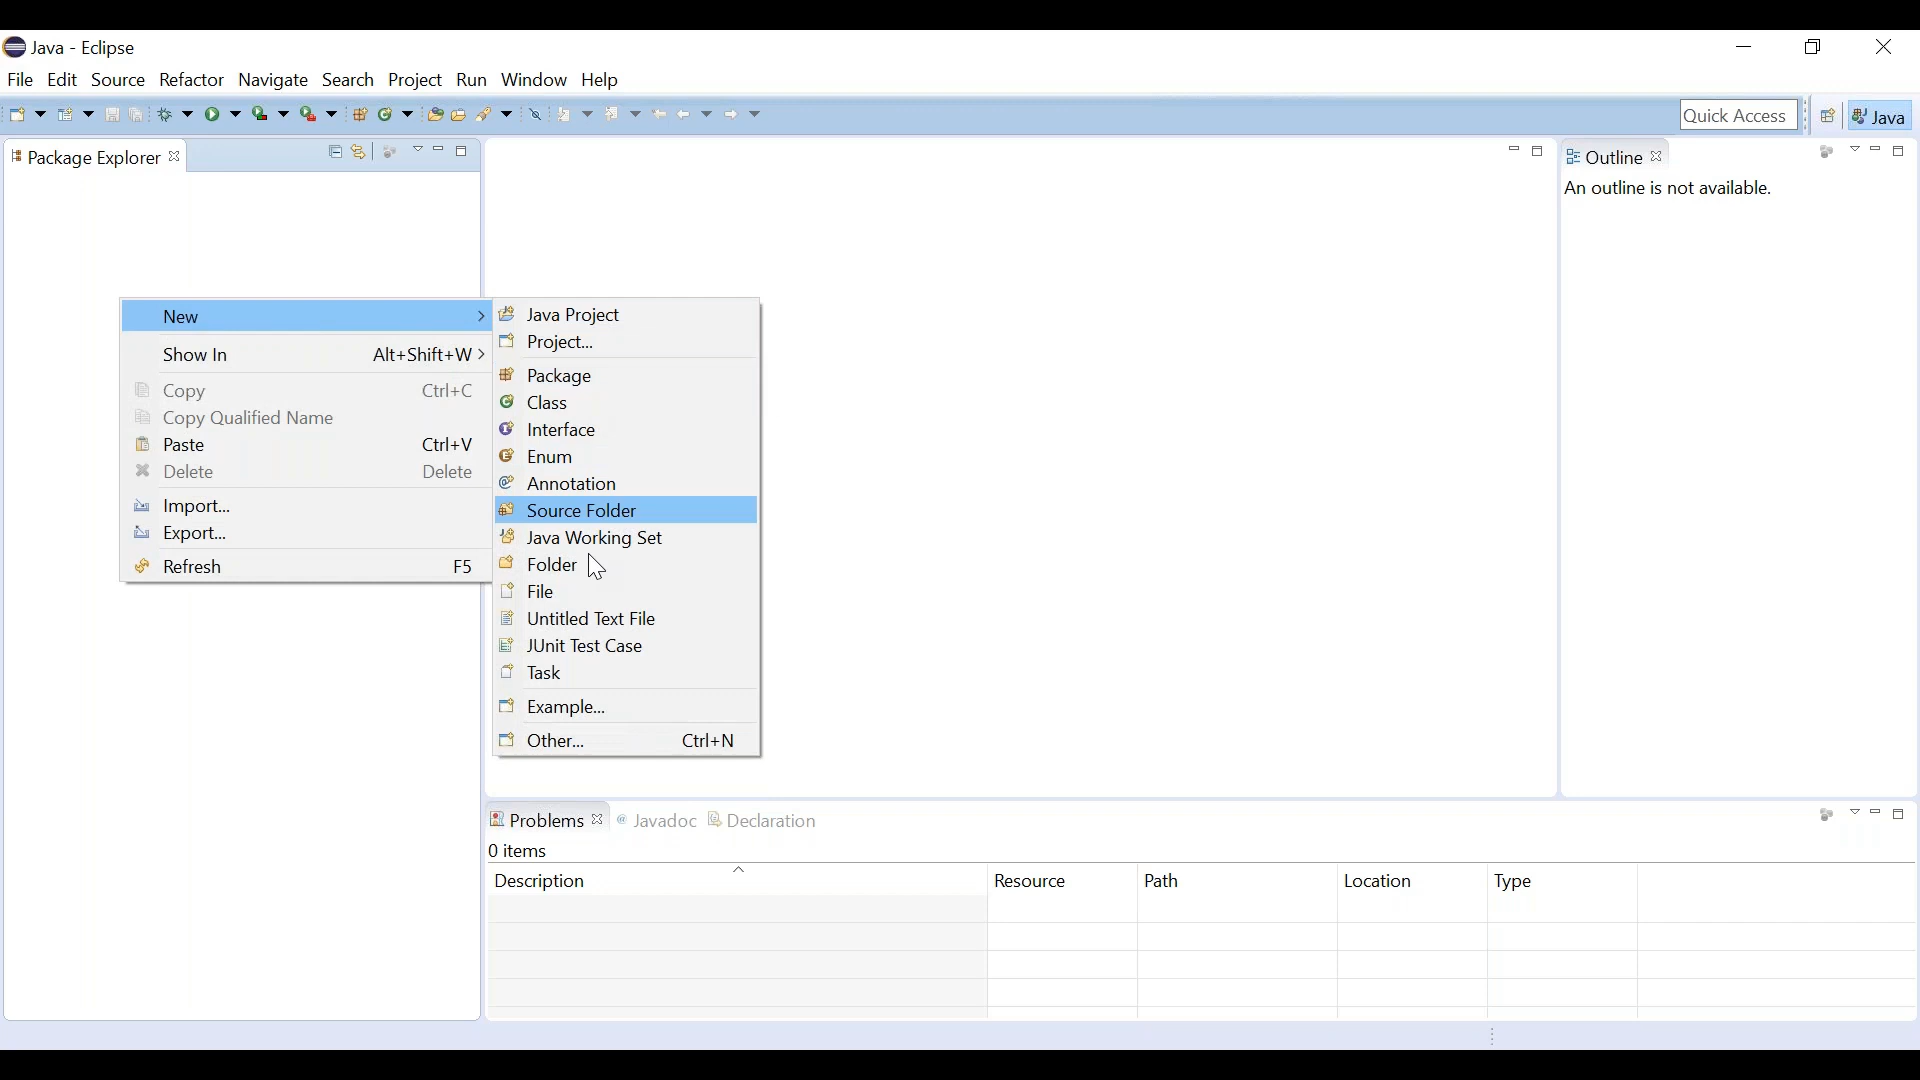 Java - Eclipse
File Edit Source Refactor Navigate Search Project Run Window Help
Quick Access
Java
Package Explorer
Outline
An outline is not available.
New
Show In Alt+Shift+W
Copy Ctrl+C
Copy Qualified Name
Paste Ctrl+V
Delete Delete
Import...
Export...
Refresh F5
Java Project
Project...
Package
Class
Interface
Enum
Annotation
Source Folder
Java Working Set
Folder
File
Untitled Text File
JUnit Test Case
Task
Example...
Other... Ctrl+N
Problems @ Javadoc Declaration
0 items
Description Resource Path Location Type